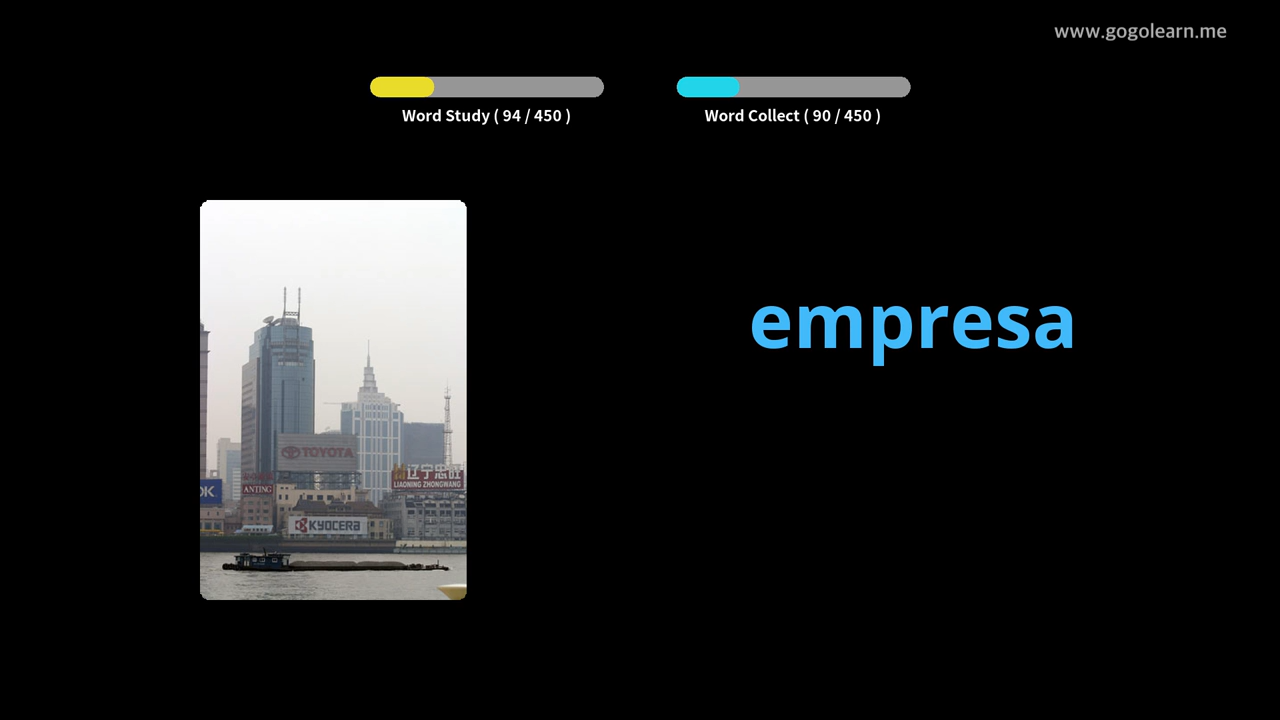 www.gogolearn.me
Word Study ( 94 / 450 )
Word Collect ( 90 / 450 )
empresa
TOYOTA
辽宁忠旺
LIAONING ZHONGWANG
OK
ANTING
KYOCERA